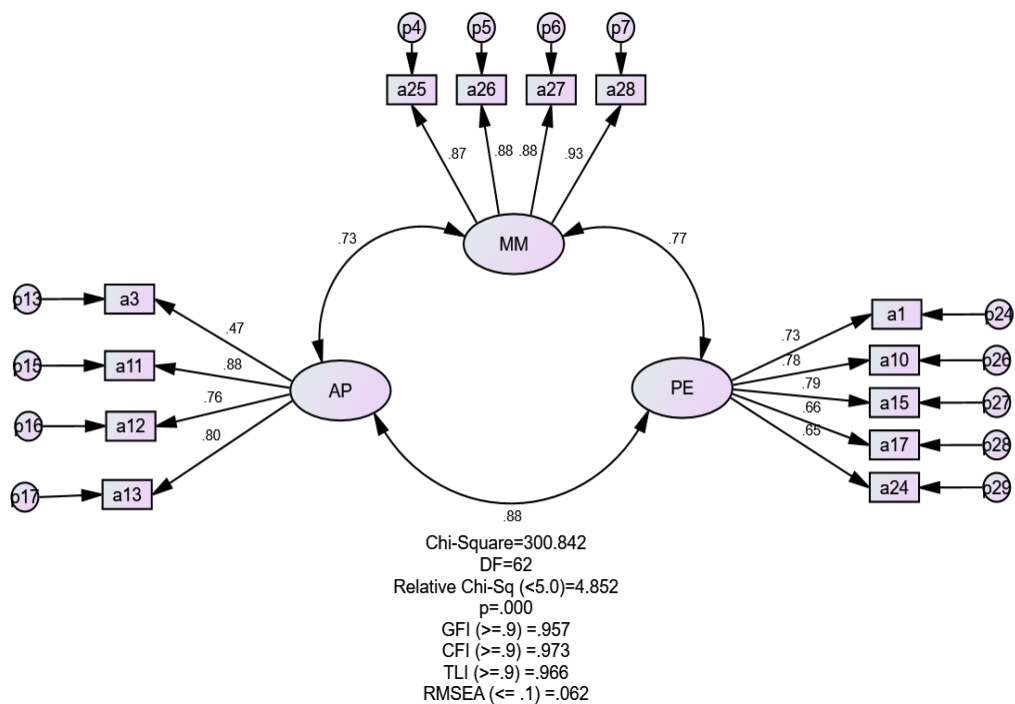 p4 p5 p6 p7
a25 a26 a27 a28
.87 .88 .88 .93
MM
.73 .77
p13 a3
.47
p15 a11
.88
.76
p16 a12
.80
p17 a13
AP
PE
.73
a1 p24
.78
a10 p26
.79
a15 p27
.66
a17 p28
.65
a24 p29
.88
Chi-Square=300.842
DF=62
Relative Chi-Sq (<5.0)=4.852
p=.000
GFI (>=.9) =.957
CFI (>=.9) =.973
TLI (>=.9) =.966
RMSEA (<= .1) =.062